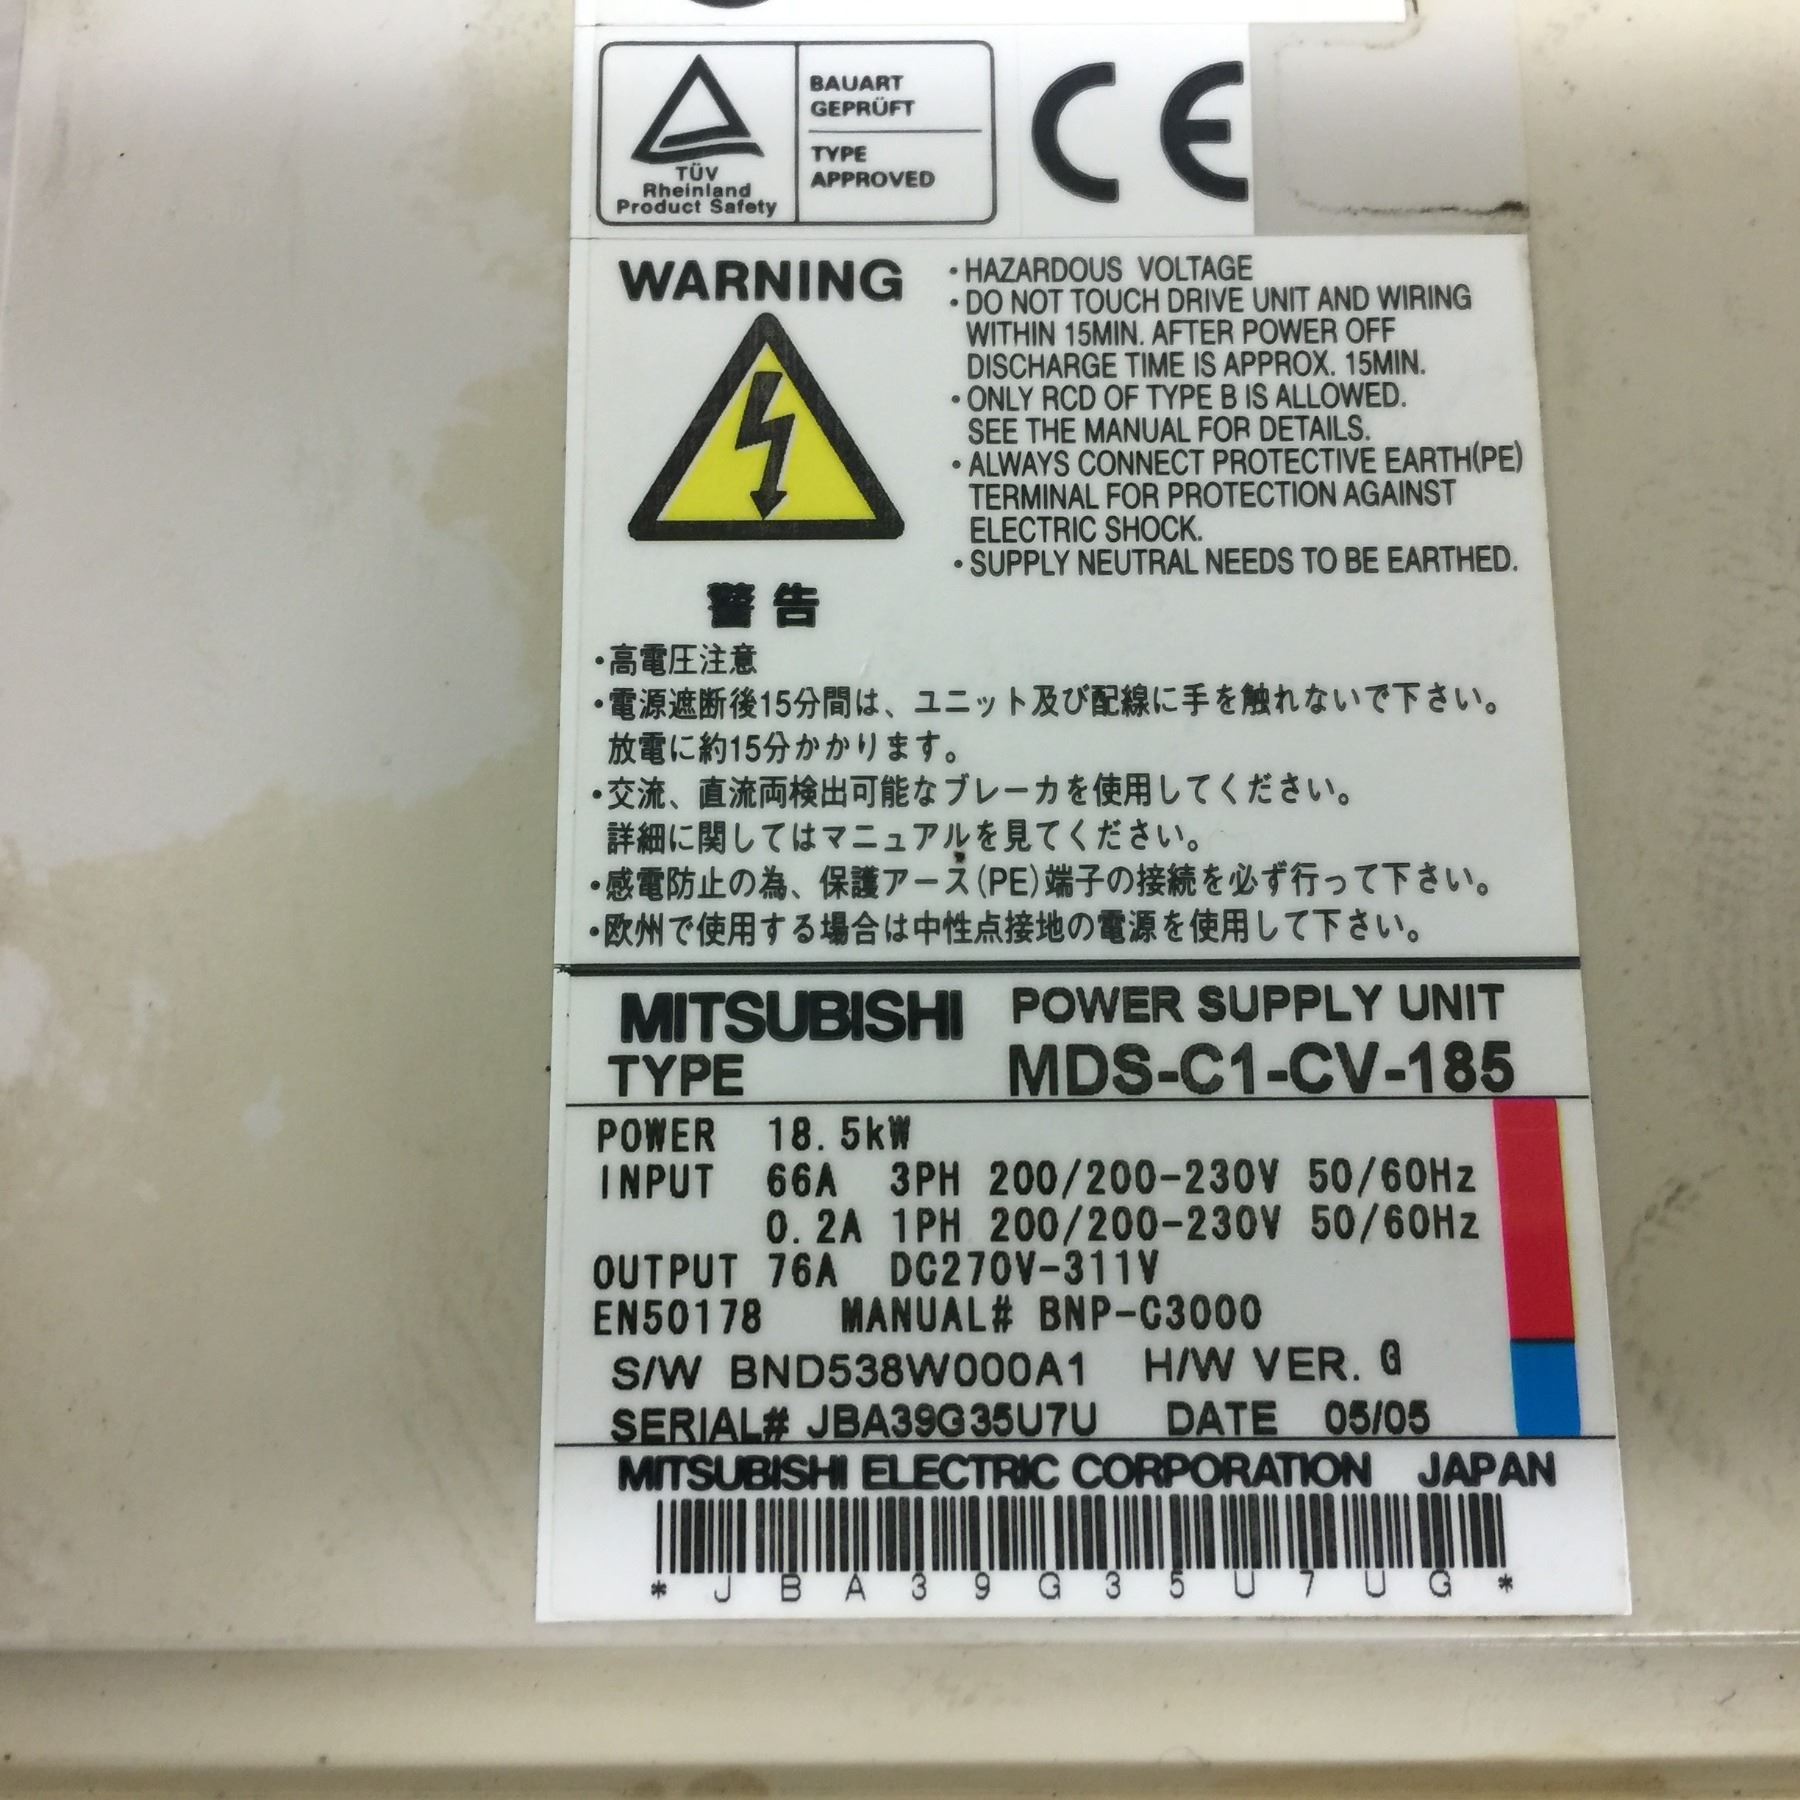 TÜV
Rheinland
Product Safety
BAUART
GEPRÜFT
TYPE
APPROVED
CE
WARNING
・HAZARDOUS VOLTAGE
・DO NOT TOUCH DRIVE UNIT AND WIRING
WITHIN 15MIN. AFTER POWER OFF
DISCHARGE TIME IS APPROX. 15MIN.
・ONLY RCD OF TYPE B IS ALLOWED.
SEE THE MANUAL FOR DETAILS.
・ALWAYS CONNECT PROTECTIVE EARTH(PE)
TERMINAL FOR PROTECTION AGAINST
ELECTRIC SHOCK.
・SUPPLY NEUTRAL NEEDS TO BE EARTHED.
警告
・高電圧注意
・電源遮断後15分間は、ユニット及び配線に手を触れないで下さい。
放電に約15分かかります。
・交流、直流両検出可能なブレーカを使用してください。
詳細に関してはマニュアルを見てください。
・感電防止の為、保護アース(PE)端子の接続を必ず行って下さい。
・欧州で使用する場合は中性点接地の電源を使用して下さい。
MITSUBISHI POWER SUPPLY UNIT
TYPE MDS-C1-CV-185
POWER 18.5kW
INPUT 66A 3PH 200/200-230V 50/60Hz
0.2A 1PH 200/200-230V 50/60Hz
OUTPUT 76A DC270V-311V
EN50178 MANUAL# BNP-C3000
S/W BND538W000A1 H/W VER. G
SERIAL# JBA39G35U7U DATE 05/05
MITSUBISHI ELECTRIC CORPORATION JAPAN
*JBA39G35U7UG*